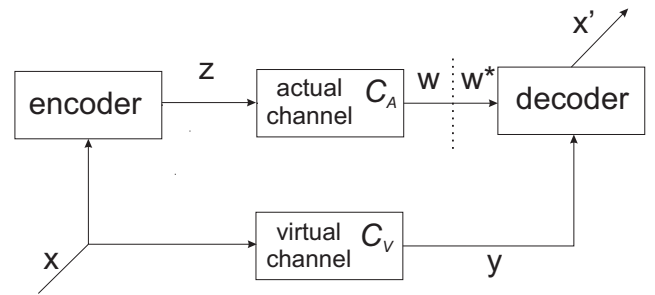 x'
z
w
w*
encoder
actual
channel
C_A
decoder
x
virtual
channel
C_V
y